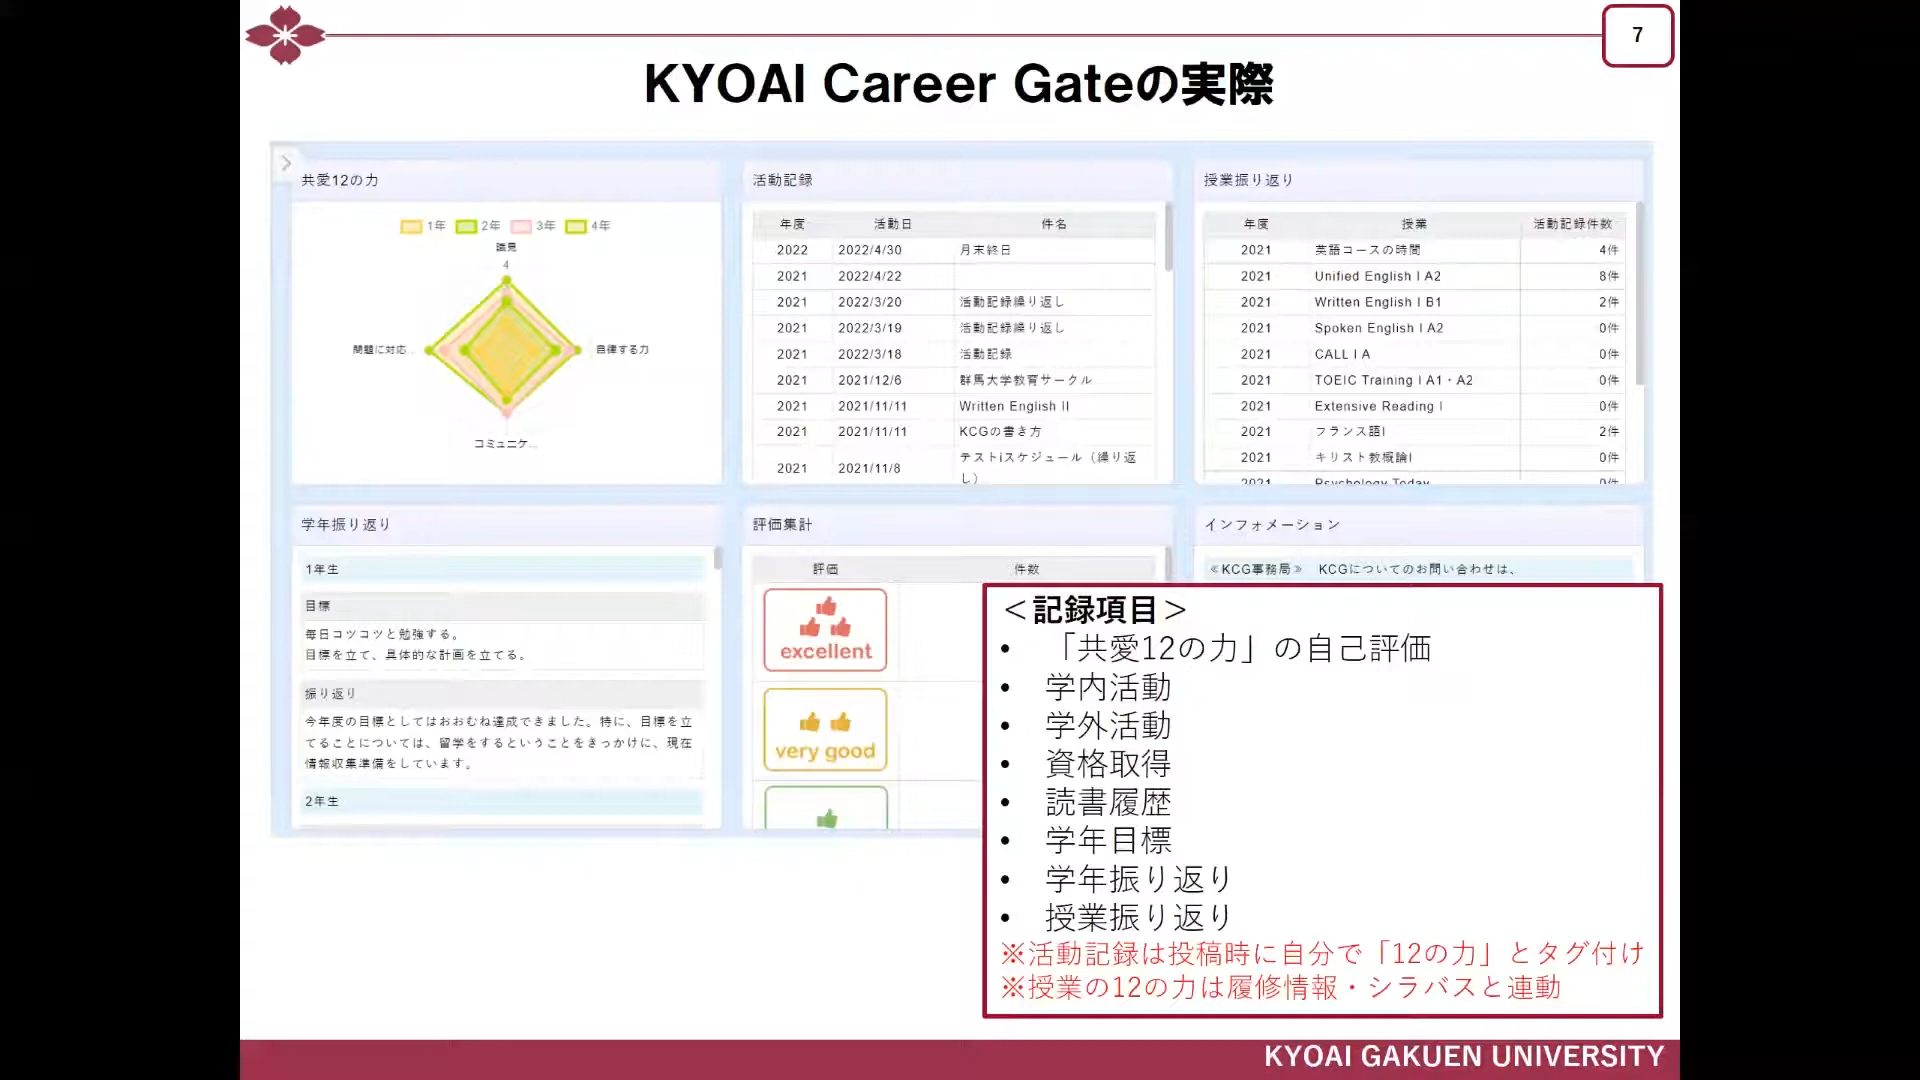 7
KYOAI Career Gateの実際
共愛12の力
1年 2年 3年 4年
識見
4
問題に対応...
自律する力
コミュニケ...
活動記録
年度 活動日 件名
2022 2022/4/30 月末終日
2021 2022/4/22
2021 2022/3/20 活動記録繰り返し
2021 2022/3/19 活動記録繰り返し
2021 2022/3/18 活動記録
2021 2021/12/6 群馬大学教育サークル
2021 2021/11/11 Written English II
2021 2021/11/11 KCGの書き方
2021 2021/11/8 テストiスケジュール（繰り返
し）
授業振り返り
年度 授業 活動記録件数
2021 英語コースの時間 4件
2021 Unified English I A2 8件
2021 Written English I B1 2件
2021 Spoken English I A2 0件
2021 CALL I A 0件
2021 TOEIC Training I A1・A2 0件
2021 Extensive Reading I 0件
2021 フランス語I 2件
2021 キリスト教概論I 0件
2021 Psychology Today 0件
学年振り返り
1年生
目標
毎日コツコツと勉強する。
目標を立て、具体的な計画を立てる。
振り返り
今年度の目標としてはおおむね達成できました。特に、目標を立
てることについては、留学をするということをきっかけに、現在
情報収集準備をしています。
2年生
評価集計
評価 件数
excellent
very good
インフォメーション
≪KCG事務局≫ KCGについてのお問い合わせは、
＜記録項目＞
• 「共愛12の力」の自己評価
• 学内活動
• 学外活動
• 資格取得
• 読書履歴
• 学年目標
• 学年振り返り
• 授業振り返り
※活動記録は投稿時に自分で「12の力」とタグ付け
※授業の12の力は履修情報・シラバスと連動
KYOAI GAKUEN UNIVERSITY